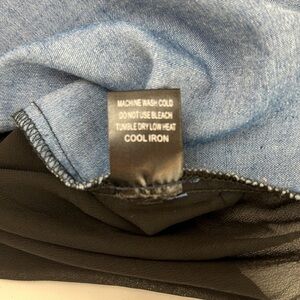 MACHINE WASH COLD
DO NOT USE BLEACH
TUMBLE DRY LOW HEAT
COOL IRON